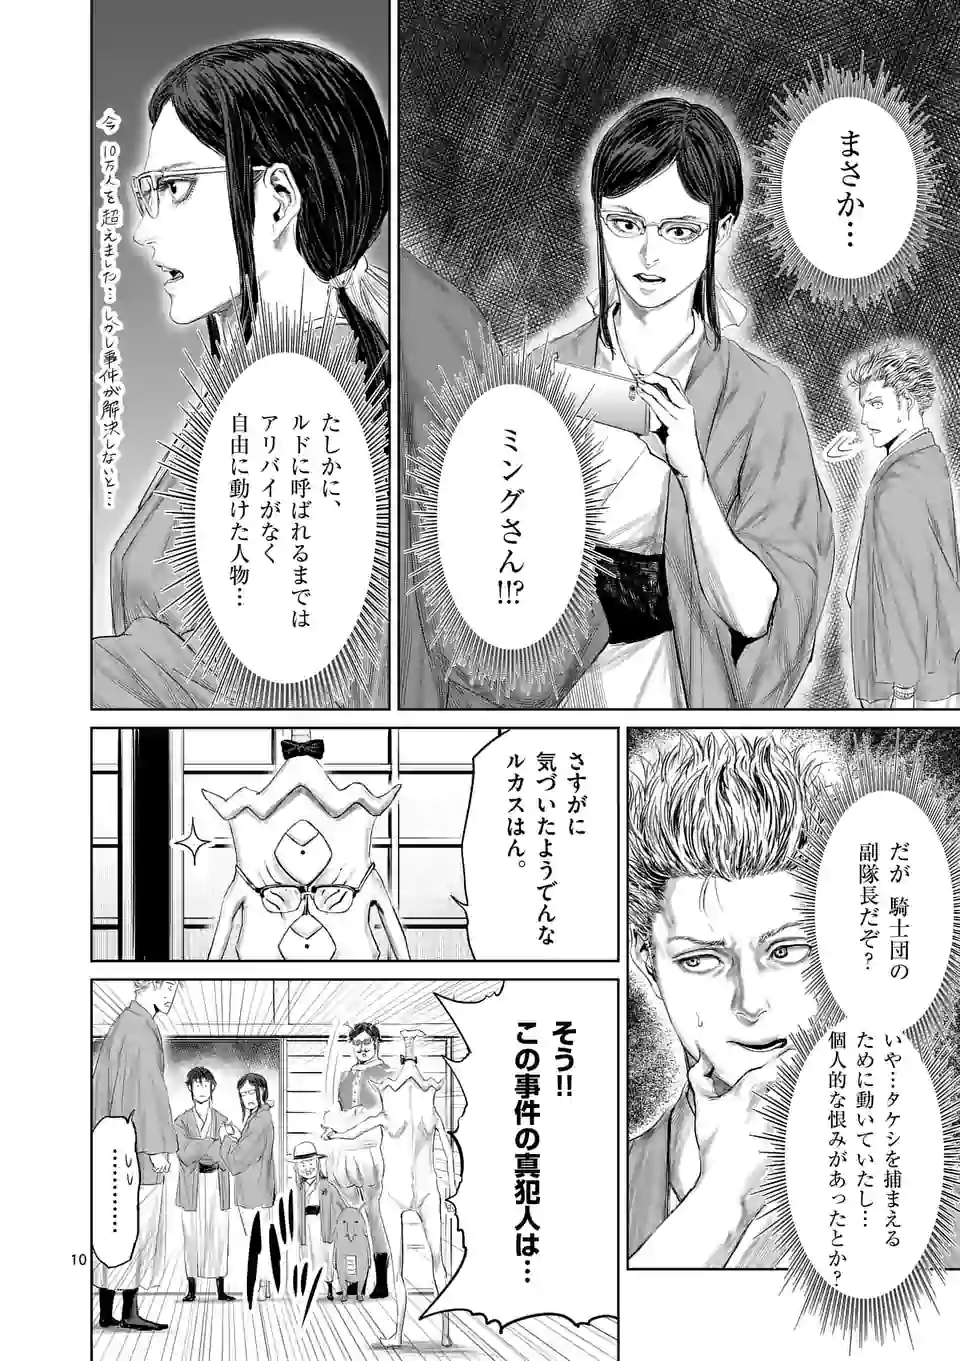 まさか…
ミングさん!!!?
たしかに、
ルドに呼ばれるまでは
アリバイがなく
自由に動けた人物…
今 10万人を超えました… しかし事件が解決しないと…
だが 騎士団の
副隊長だぞ？
いや…タケシを捕まえる
ために動いていたし…
個人的な恨みがあったとか？
さすがに
気づいたようでんな
ルカスはん。
そう!!
この事件の真犯人は…
…………
10